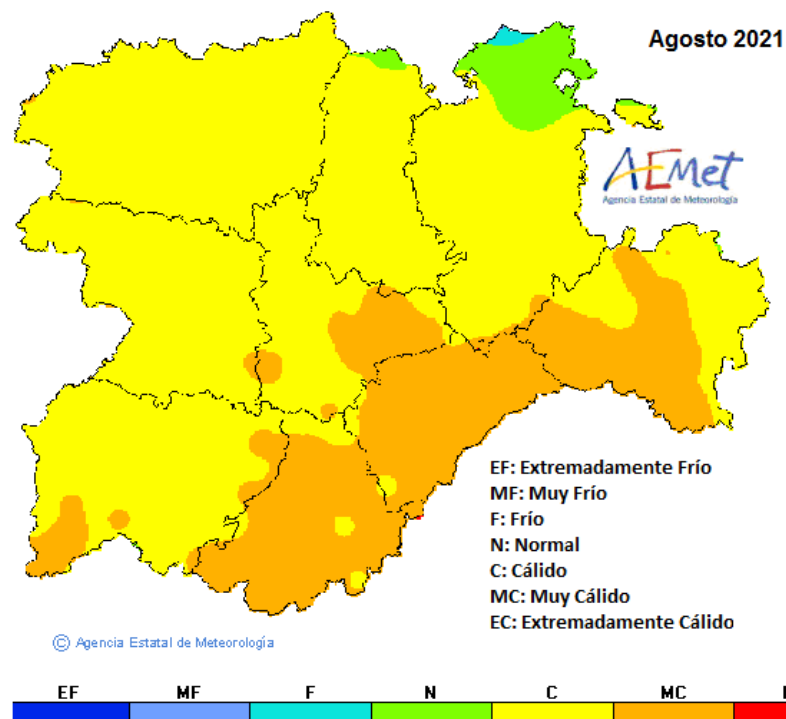 Agosto 2021
AEMet
Agencia Estatal de Meteorología
EF: Extremadamente Frío
MF: Muy Frío
F: Frío
N: Normal
C: Cálido
MC: Muy Cálido
EC: Extremadamente Cálido
© Agencia Estatal de Meteorología
EF MF F N C MC